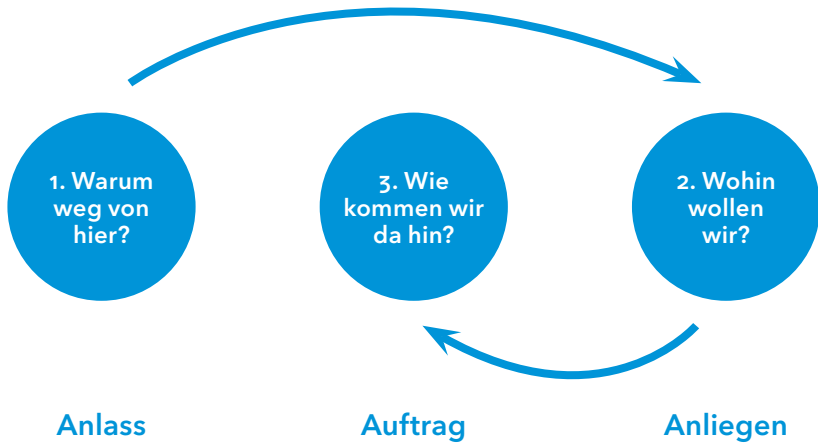 1. Warum
weg von
hier?
3. Wie
kommen wir
da hin?
2. Wohin
wollen
wir?
Anlass
Auftrag
Anliegen